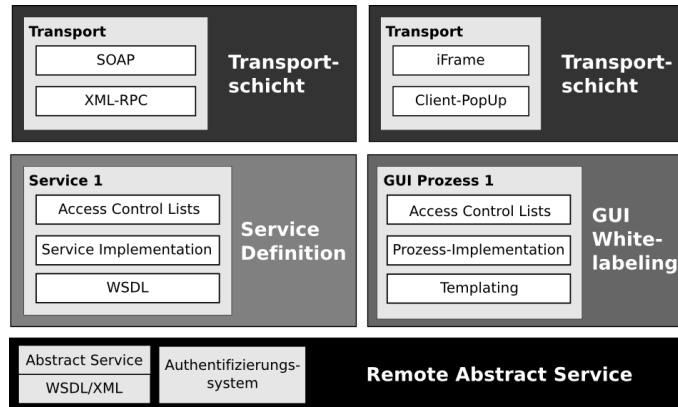 Transport
SOAP
XML-RPC
Transport-
schicht
Transport
iFrame
Client-PopUp
Transport-
schicht
Service 1
Access Control Lists
Service Implementation
WSDL
Service
Definition
GUI Prozess 1
Access Control Lists
Prozess-Implementation
Templating
GUI
White-
labeling
Abstract Service
WSDL/XML
Authentifizierungs-
system
Remote Abstract Service